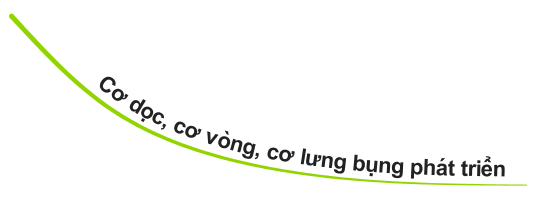 Cơ dọc, cơ vòng, cơ lưng bụng phát triển